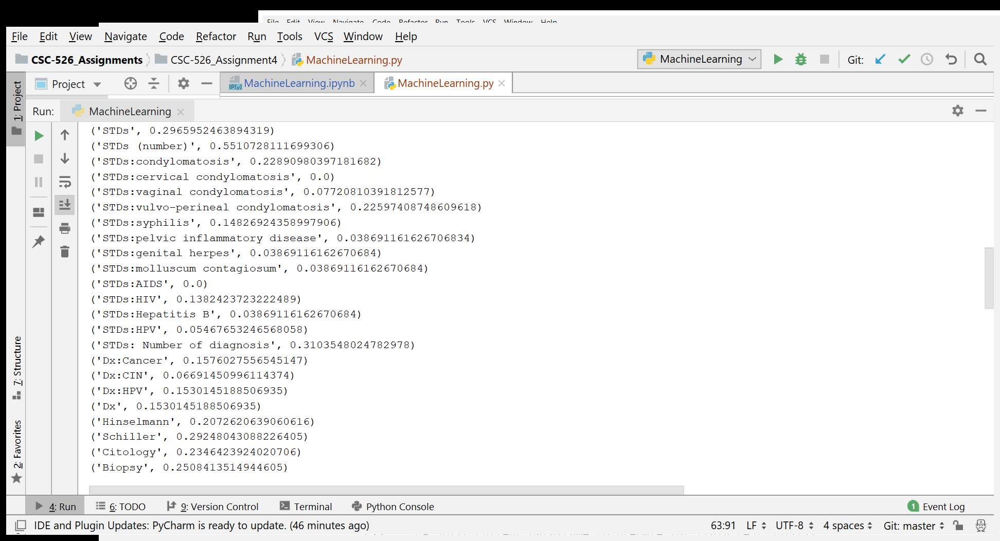 File Edit View Navigate Code Refactor Run Tools VCS Window Help
File Edit View Navigate Code Refactor Run Tools VCS Window Help
CSC-526_Assignments CSC-526_Assignment4 MachineLearning.py MachineLearning Git:
1: Project Project MachineLearning.ipynb MachineLearning.py
Run: MachineLearning
('STDs', 0.2965952463894319)
('STDs (number)', 0.5510728111699306)
('STDs:condylomatosis', 0.22890980397181682)
('STDs:cervical condylomatosis', 0.0)
('STDs:vaginal condylomatosis', 0.07720810391812577)
('STDs:vulvo-perineal condylomatosis', 0.22597408748609618)
('STDs:syphilis', 0.14826924358997906)
('STDs:pelvic inflammatory disease', 0.038691161626706834)
('STDs:genital herpes', 0.03869116162670684)
('STDs:molluscum contagiosum', 0.03869116162670684)
('STDs:AIDS', 0.0)
('STDs:HIV', 0.1382423723222489)
('STDs:Hepatitis B', 0.03869116162670684)
('STDs:HPV', 0.05467653246568058)
('STDs: Number of diagnosis', 0.3103548024782978)
('Dx:Cancer', 0.1576027556545147)
('Dx:CIN', 0.06691450996114374)
('Dx:HPV', 0.1530145188506935)
('Dx', 0.1530145188506935)
('Hinselmann', 0.2072620639060616)
('Schiller', 0.29248043088226405)
('Citology', 0.2346423924020706)
('Biopsy', 0.2508413514944605)
7: Structure
2: Favorites
4: Run 6: TODO 9: Version Control Terminal Python Console 1 Event Log
IDE and Plugin Updates: PyCharm is ready to update. (46 minutes ago) 63:91 LF UTF-8 4 spaces Git: master